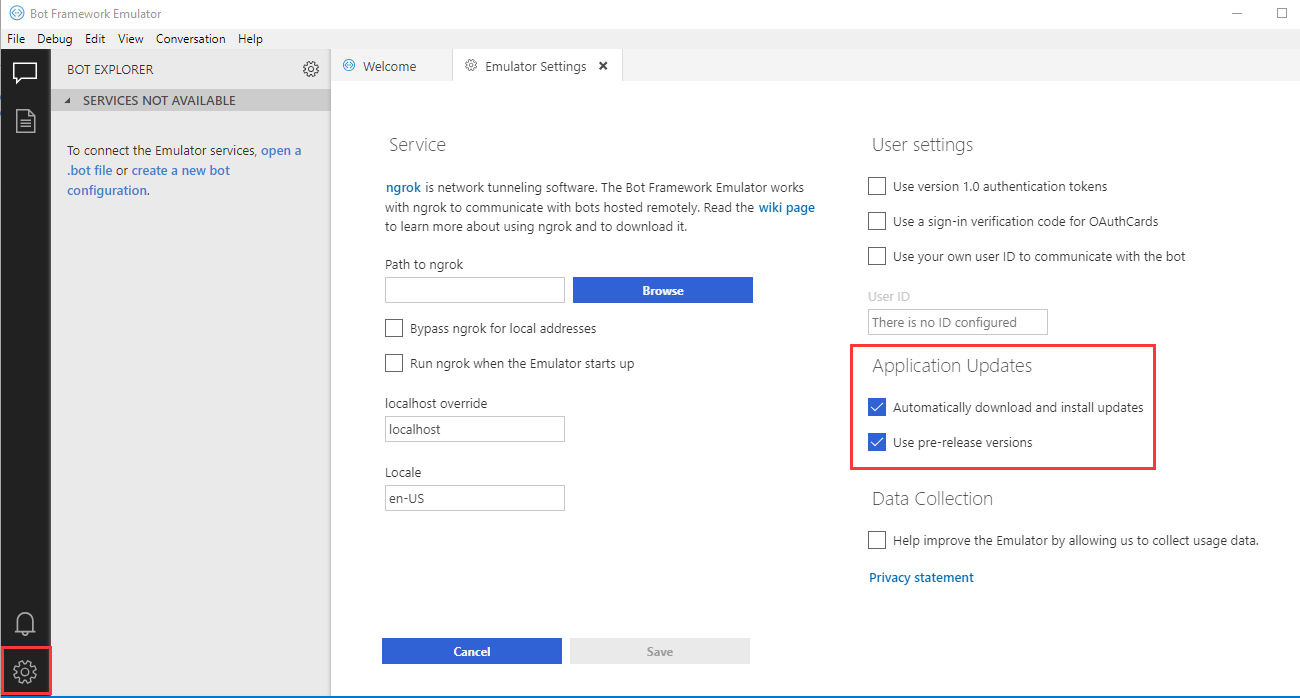 Bot Framework Emulator
File Debug Edit View Conversation Help
BOT EXPLORER
SERVICES NOT AVAILABLE
To connect the Emulator services, open a
.bot file or create a new bot
configuration.
Welcome
Emulator Settings
Service
ngrok is network tunneling software. The Bot Framework Emulator works
with ngrok to communicate with bots hosted remotely. Read the wiki page
to learn more about using ngrok and to download it.
Path to ngrok
Browse
Bypass ngrok for local addresses
Run ngrok when the Emulator starts up
localhost override
localhost
Locale
en-US
User settings
Use version 1.0 authentication tokens
Use a sign-in verification code for OAuthCards
Use your own user ID to communicate with the bot
User ID
There is no ID configured
Application Updates
Automatically download and install updates
Use pre-release versions
Data Collection
Help improve the Emulator by allowing us to collect usage data.
Privacy statement
Cancel
Save